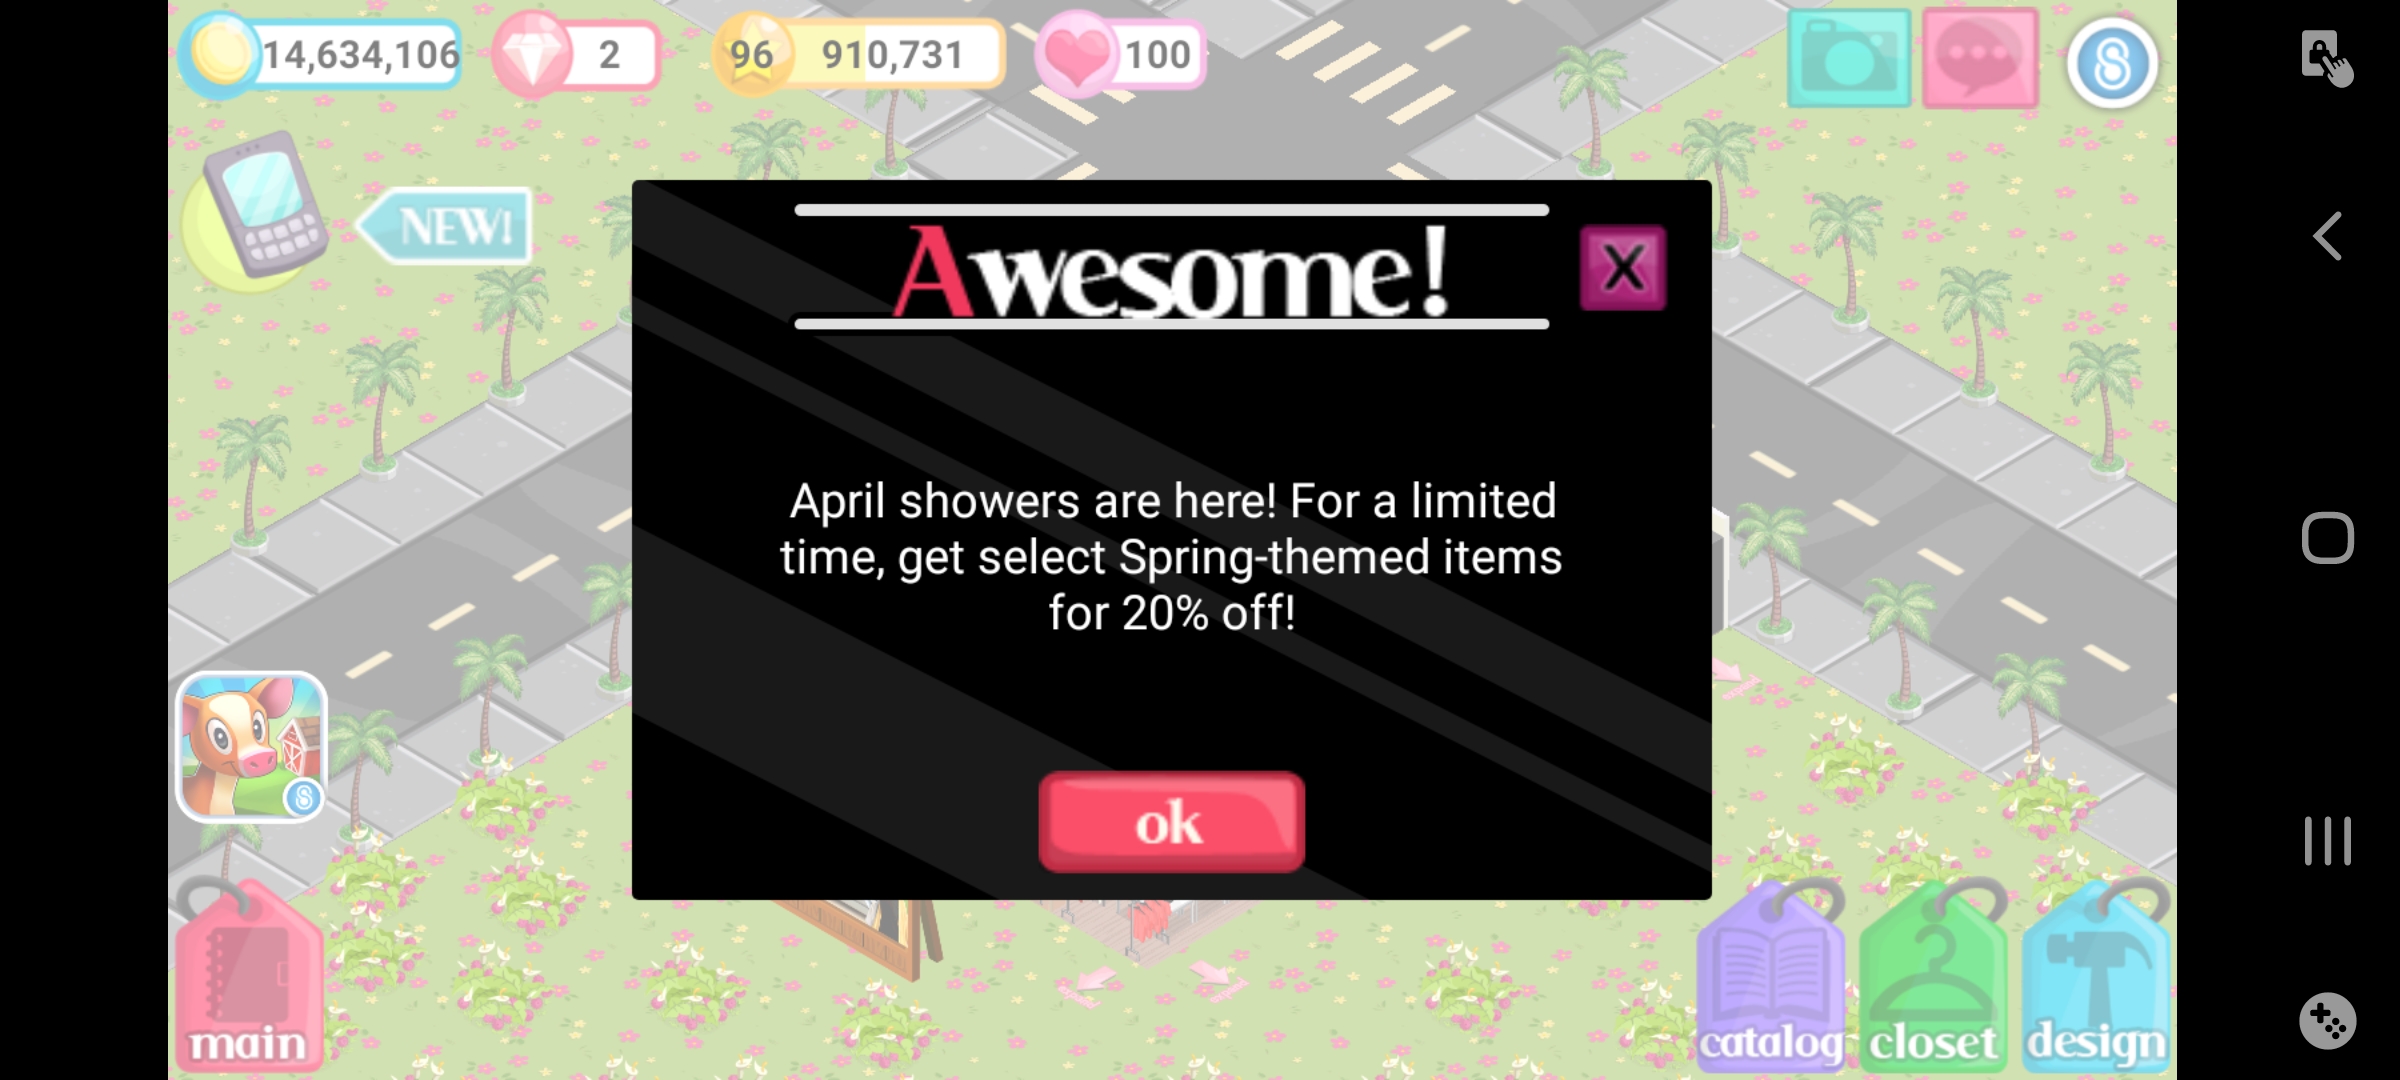 14,634,106 2 96 910,731 100
NEW!
Awesome!
X
April showers are here! For a limited
time, get select Spring-themed items
for 20% off!
ok
main
catalog
closet
design